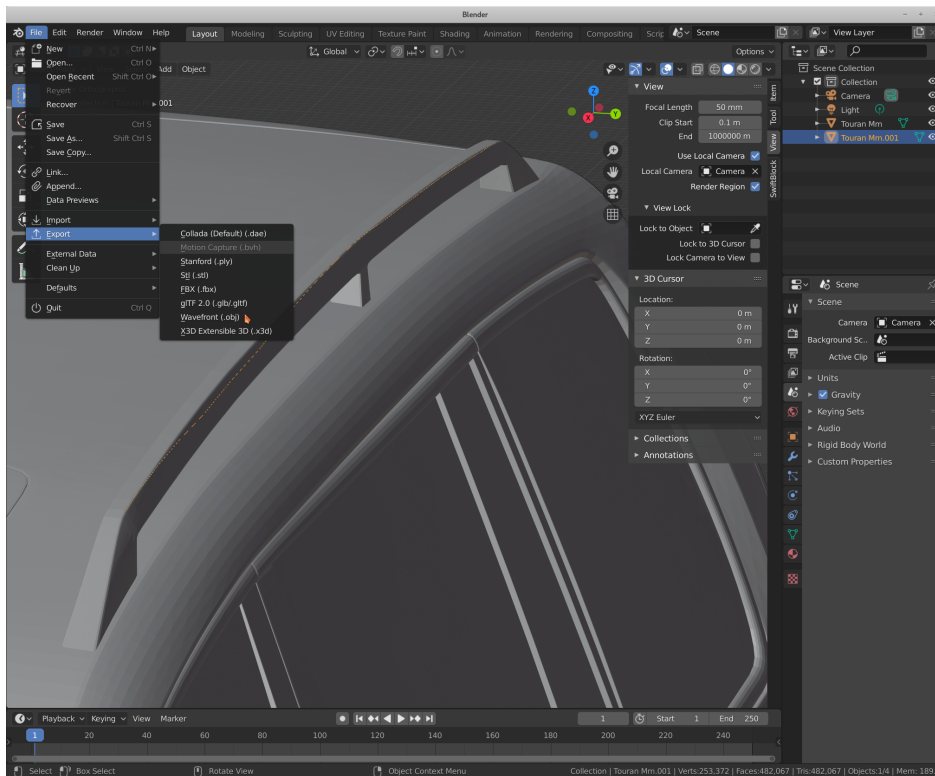 Blender
File Edit Render Window Help Layout Modeling Sculpting UV Editing Texture Paint Shading Animation Rendering Compositing Scrip Scene View Layer
Global Options
Add Object
New Ctrl N
Open... Ctrl O
Open Recent Shift Ctrl O
Revert
Recover
Save Ctrl S
Save As... Shift Ctrl S
Save Copy...
Link...
Append...
Data Previews
Import
Export
External Data
Clean Up
Defaults
Quit Ctrl Q
.001
Collada (Default) (.dae)
Motion Capture (.bvh)
Stanford (.ply)
Stl (.stl)
FBX (.fbx)
glTF 2.0 (.glb/.gltf)
Wavefront (.obj)
X3D Extensible 3D (.x3d)
Z
Y
X
View
Focal Length 50 mm
Clip Start 0.1 m
End 1000000 m
Use Local Camera
Local Camera Camera
Render Region
View Lock
Lock to Object
Lock to 3D Cursor
Lock Camera to View
3D Cursor
Location:
X 0 m
Y 0 m
Z 0 m
Rotation:
X 0°
Y 0°
Z 0°
XYZ Euler
Collections
Annotations
Item
Tool
View
SwiftBlock
Scene Collection
Collection
Camera
Light
Touran Mm
Touran Mm.001
Scene
Scene
Camera Camera
Background Sc..
Active Clip
Units
Gravity
Keying Sets
Audio
Rigid Body World
Custom Properties
Playback Keying View Marker 1 Start 1 End 250
1 20 40 60 80 100 120 140 160 180 200 220 240
Select Box Select Rotate View Object Context Menu Collection | Touran Mm.001 | Verts:253,372 | Faces:482,067 | Tris:482,067 | Objects:1/4 | Mem: 189.